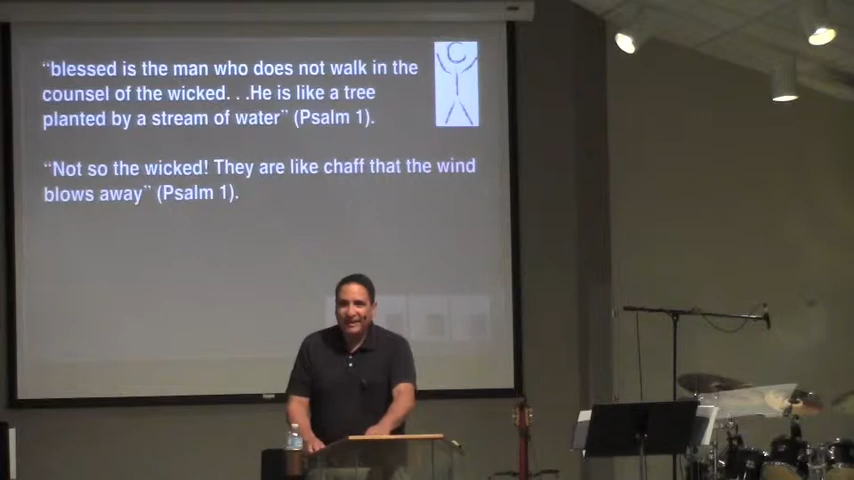 “blessed is the man who does not walk in the
counsel of the wicked. . .He is like a tree
planted by a stream of water” (Psalm 1).
“Not so the wicked! They are like chaff that the wind
blows away” (Psalm 1).